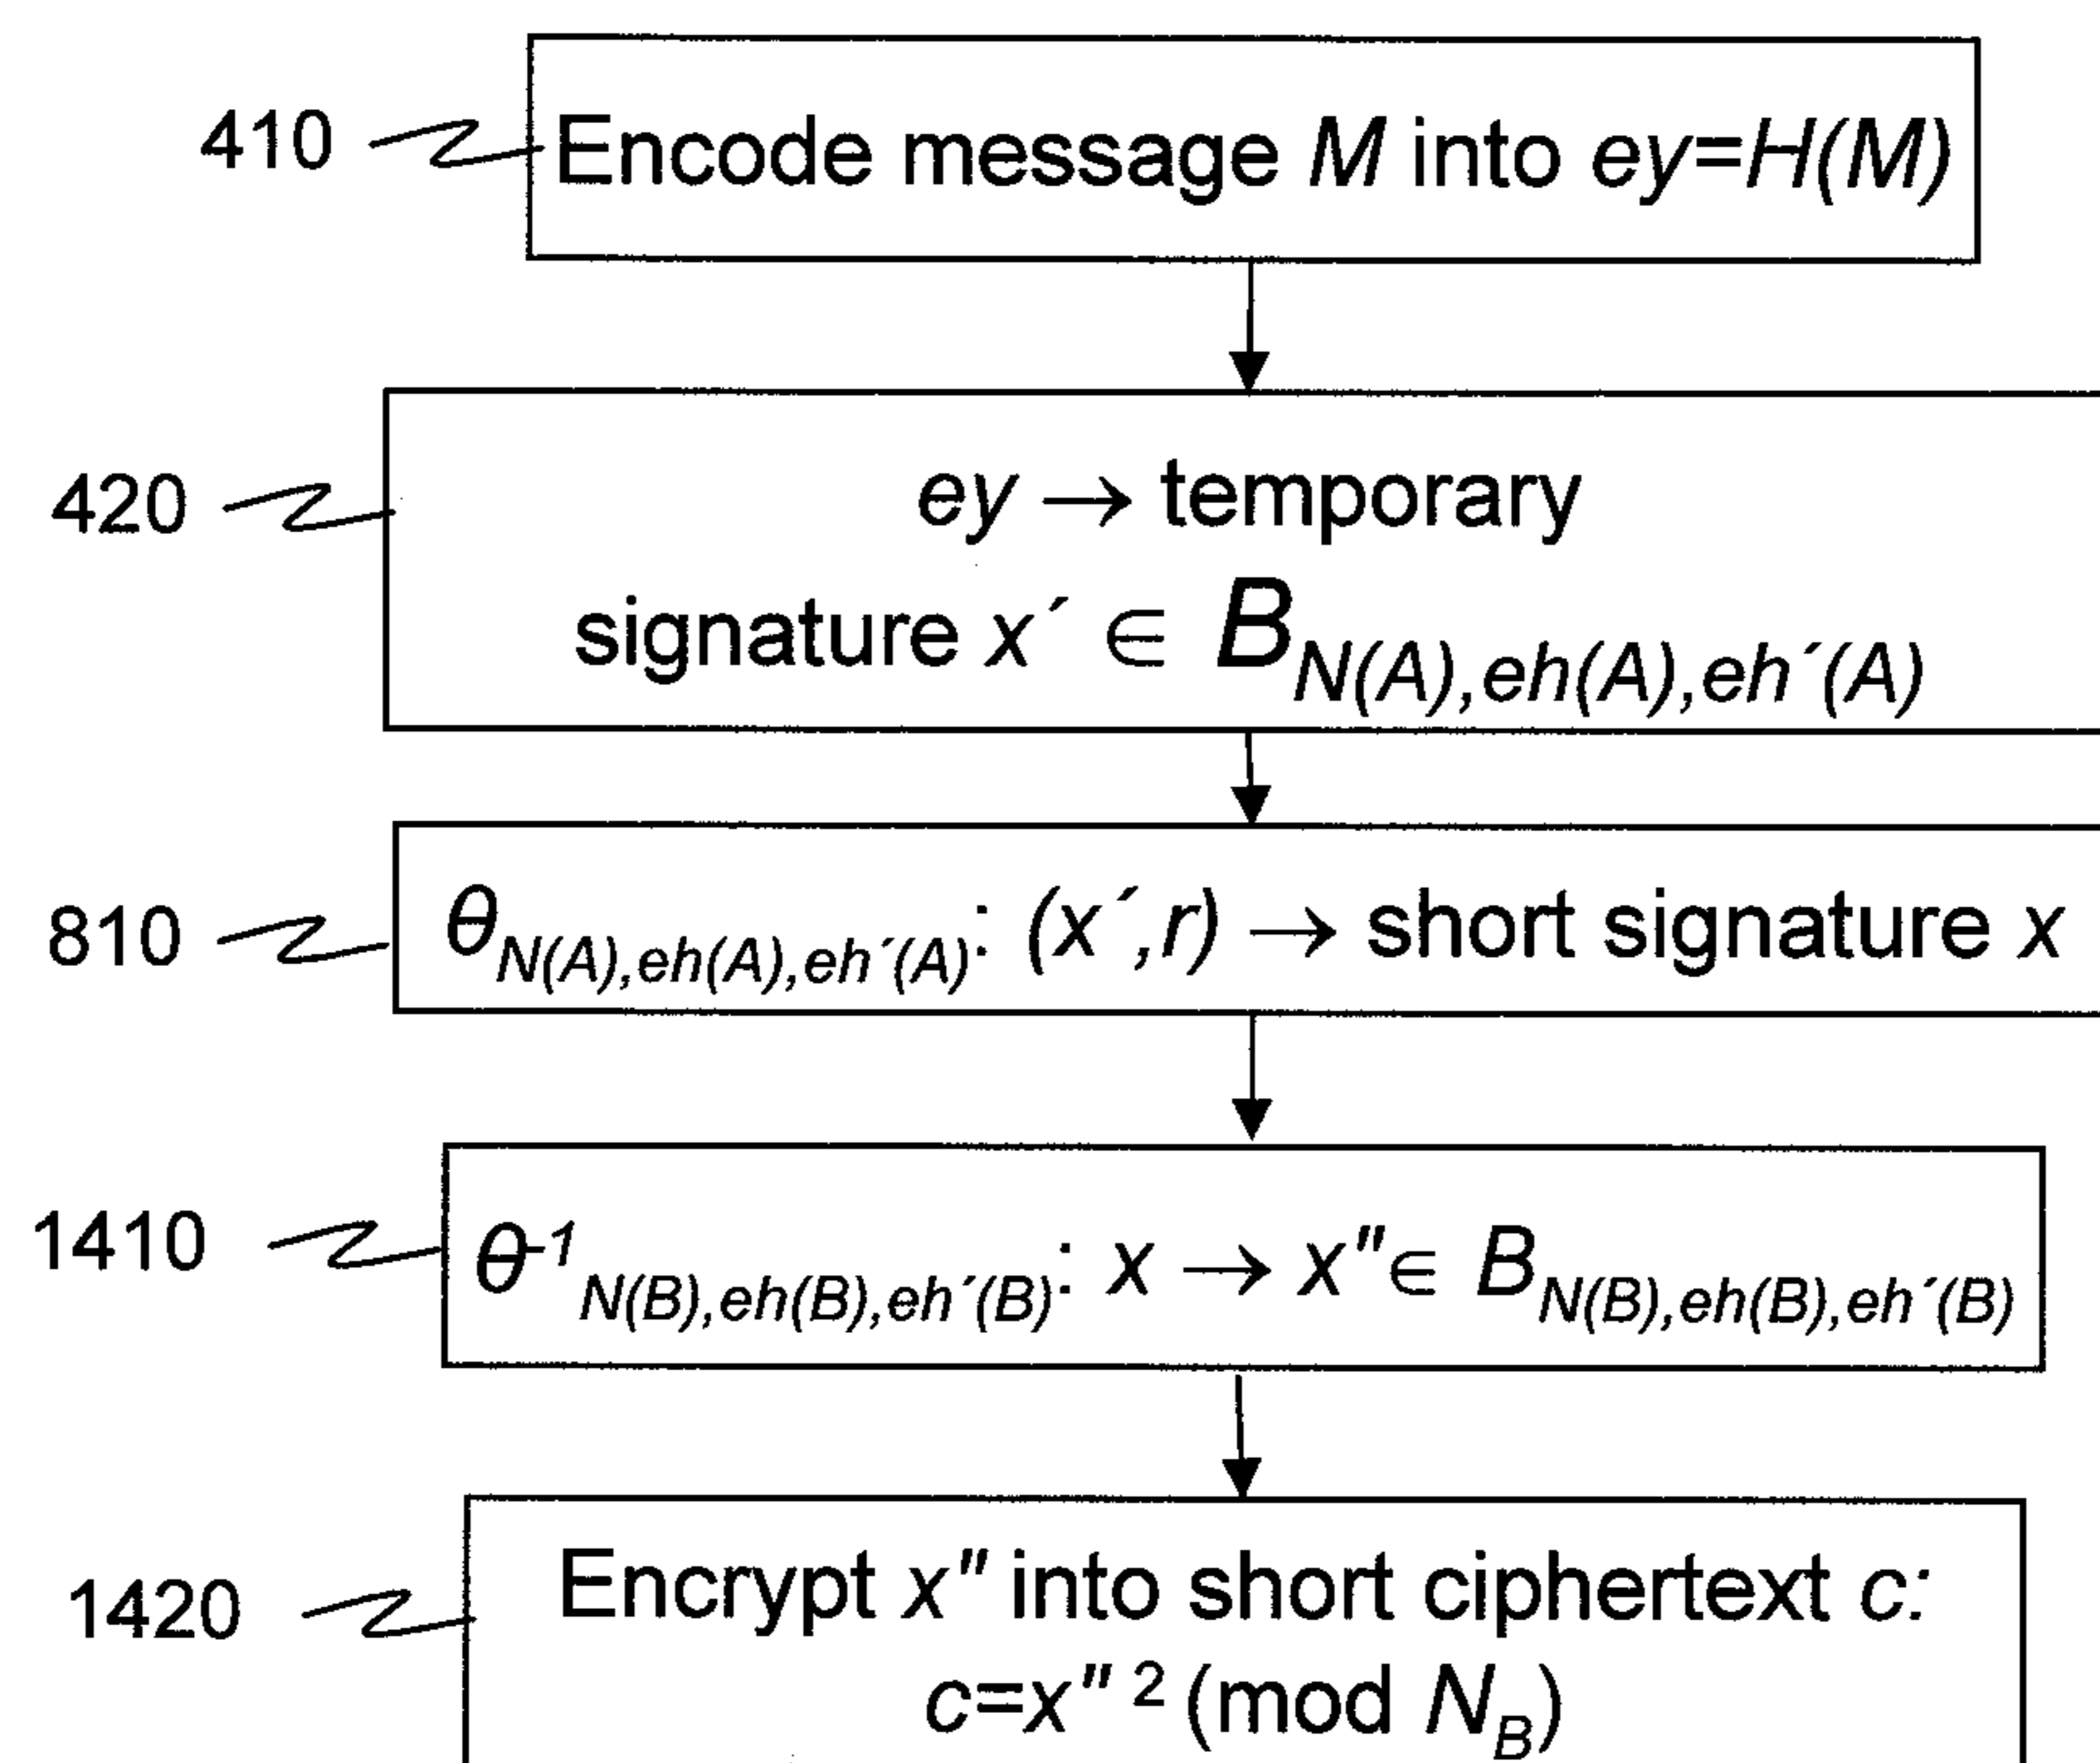 410 Encode message M into ey=H(M)
420 ey → temporary
signature x´ ∈ B_N(A),eh(A),eh´(A)
810 θ_N(A),eh(A),eh´(A): (x´,r) → short signature x
1410 θ⁻¹_N(B),eh(B),eh´(B): x → x″∈ B_N(B),eh(B),eh´(B)
1420 Encrypt x″ into short ciphertext c:
c=x″ ² (mod N_B)